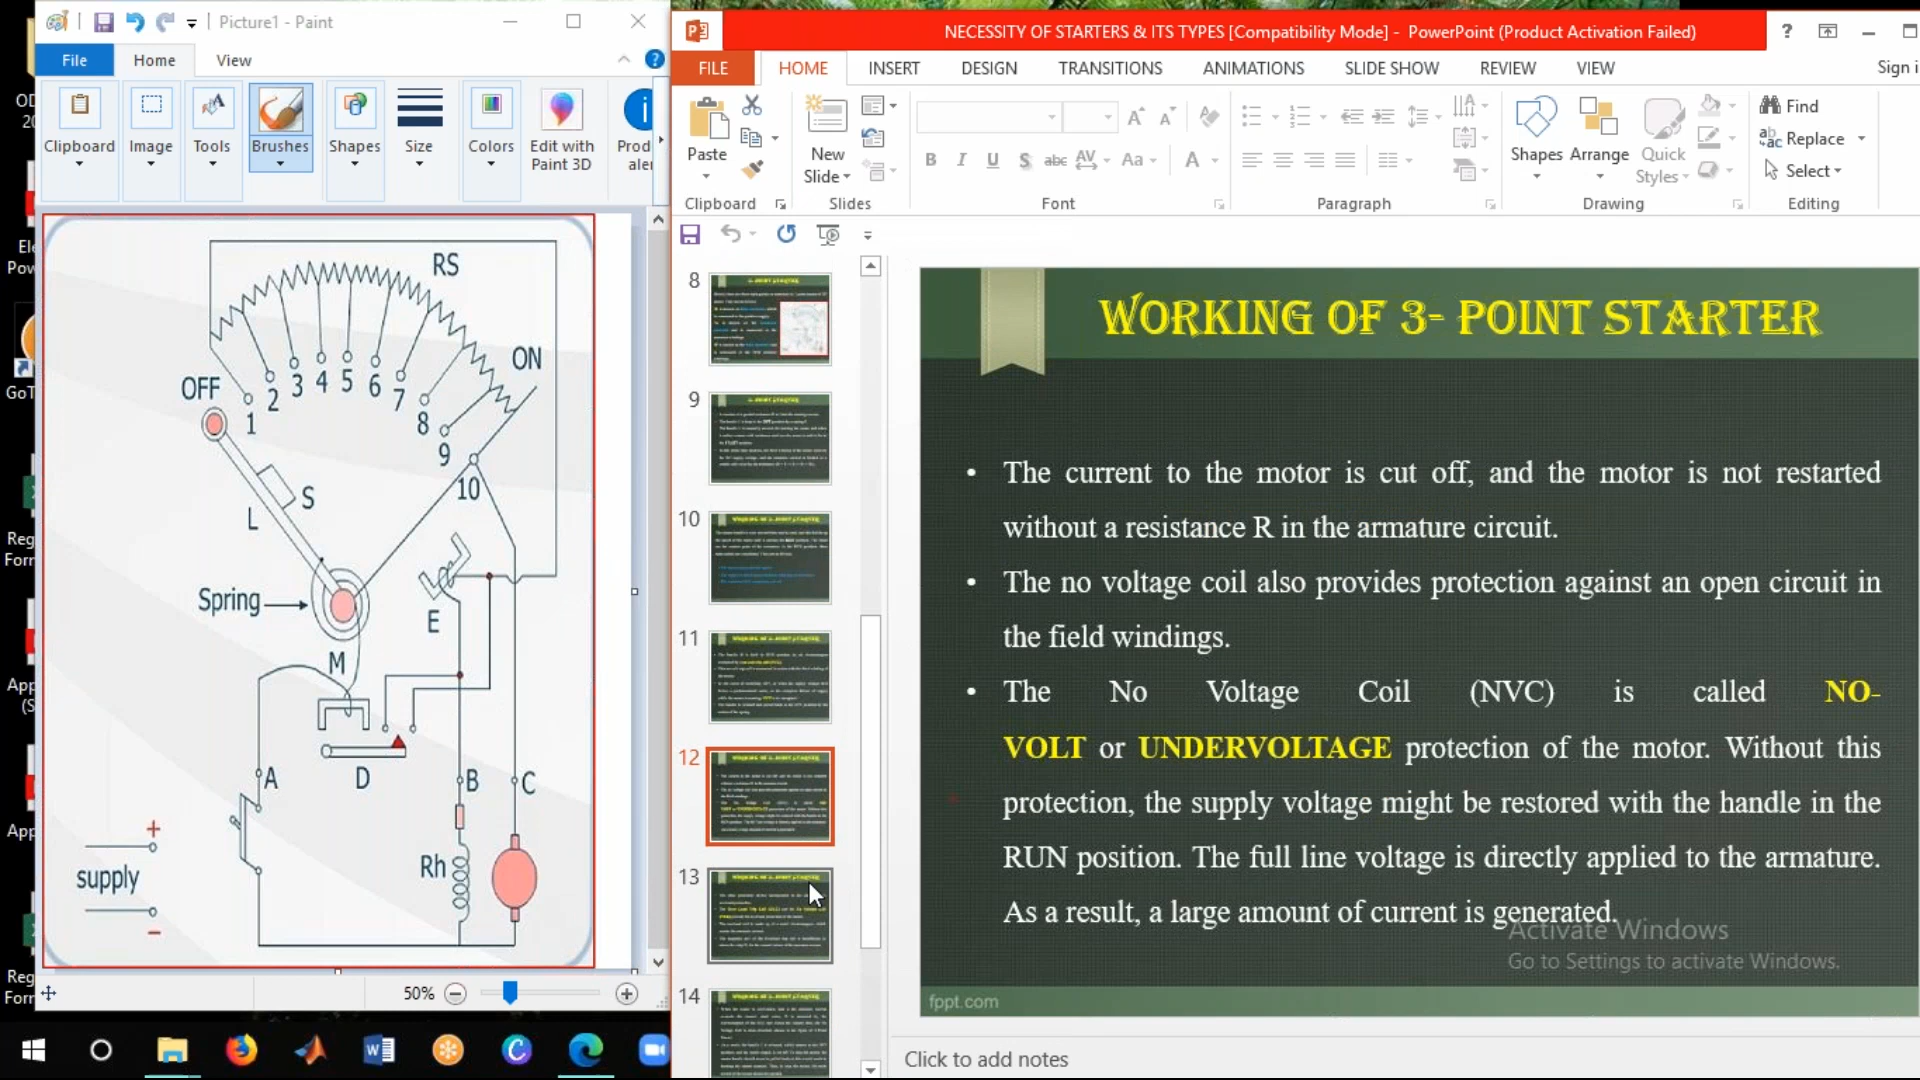 Picture1 - Paint
File
Home
View
Clipboard
Image
Tools
Brushes
Shapes
Size
Colors
Edit with
Paint 3D
RS
ON
OFF
1
2
3
4
5
6
7
8
9
10
S
L
Spring
E
M
A
D
B
C
+
supply
-
Rh
50%
NECESSITY OF STARTERS & ITS TYPES [Compatibility Mode] - PowerPoint (Product Activation Failed)
?
FILE
HOME
INSERT
DESIGN
TRANSITIONS
ANIMATIONS
SLIDE SHOW
REVIEW
VIEW
Paste
New
Slide
B I U S abc AV Aa A
Shapes
Arrange
Quick
Styles
Find
Replace
Select
Clipboard
Slides
Font
Paragraph
Drawing
Editing
8
9
10
11
12
13
14
WORKING OF 3- POINT STARTER
• The current to the motor is cut off, and the motor is not restarted
without a resistance R in the armature circuit.
• The no voltage coil also provides protection against an open circuit in
the field windings.
• The No Voltage Coil (NVC) is called NO-
VOLT or UNDERVOLTAGE protection of the motor. Without this
protection, the supply voltage might be restored with the handle in the
RUN position. The full line voltage is directly applied to the armature.
As a result, a large amount of current is generated.
Activate Windows
Go to Settings to activate Windows.
fppt.com
Click to add notes